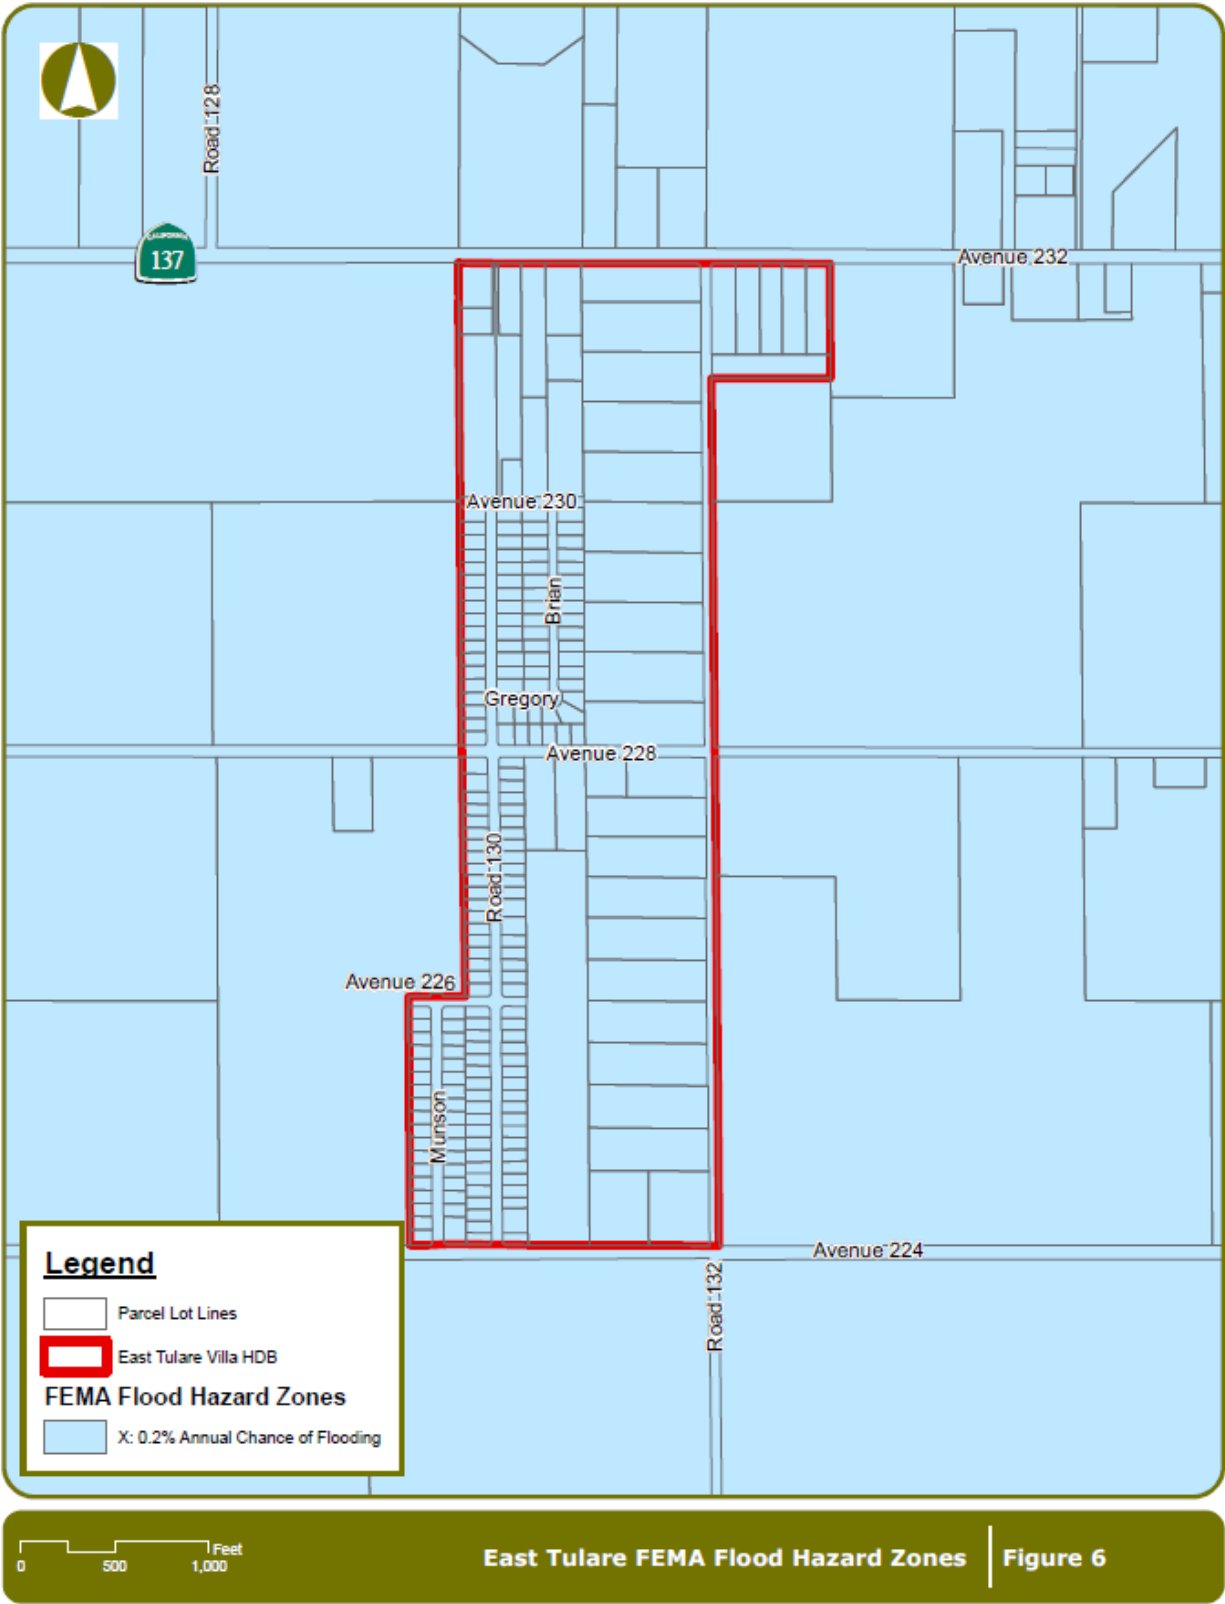 Road 128
CALIFORNIA
137
Avenue 232
Avenue 230
Brian
Gregory
Avenue 228
Road 130
Avenue 226
Munson
Avenue 224
Road 132
Legend
Parcel Lot Lines
East Tulare Villa HDB
FEMA Flood Hazard Zones
X: 0.2% Annual Chance of Flooding
Feet
0 500 1,000
East Tulare FEMA Flood Hazard Zones
Figure 6